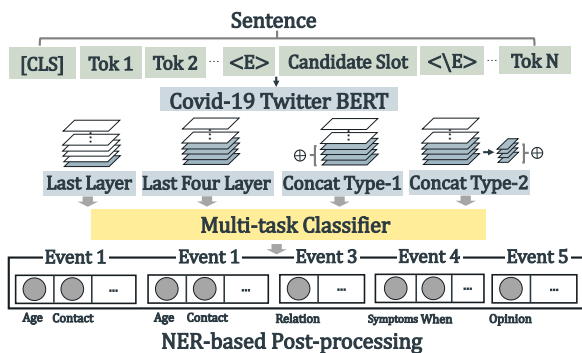 Sentence
[CLS] Tok 1 Tok 2 ... <E> Candidate Slot <\E> ... Tok N
Covid-19 Twitter BERT
⊕ ⊕
Last Layer Last Four Layer Concat Type-1 Concat Type-2
Multi-task Classifier
Event 1 Event 1 Event 3 Event 4 Event 5
... ... ... ... ...
Age Contact Age Contact Relation Symptoms When Opinion
NER-based Post-processing